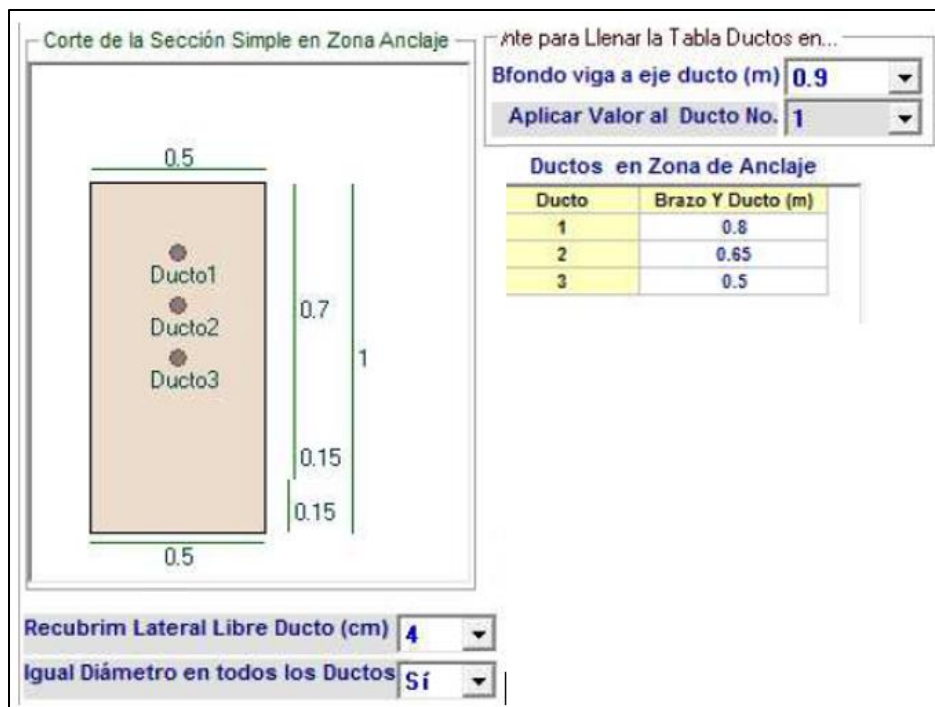 Corte de la Sección Simple en Zona Anclaje
0.5
Ducto1
Ducto2
Ducto3
0.7
1
0.15
0.15
0.5
Recubrim Lateral Libre Ducto (cm) 4
Igual Diámetro en todos los Ductos Sí
nte para Llenar la Tabla Ductos en...
Bfondo viga a eje ducto (m) 0.9
Aplicar Valor al Ducto No. 1
Ductos en Zona de Anclaje
Ducto Brazo Y Ducto (m)
1 0.8
2 0.65
3 0.5